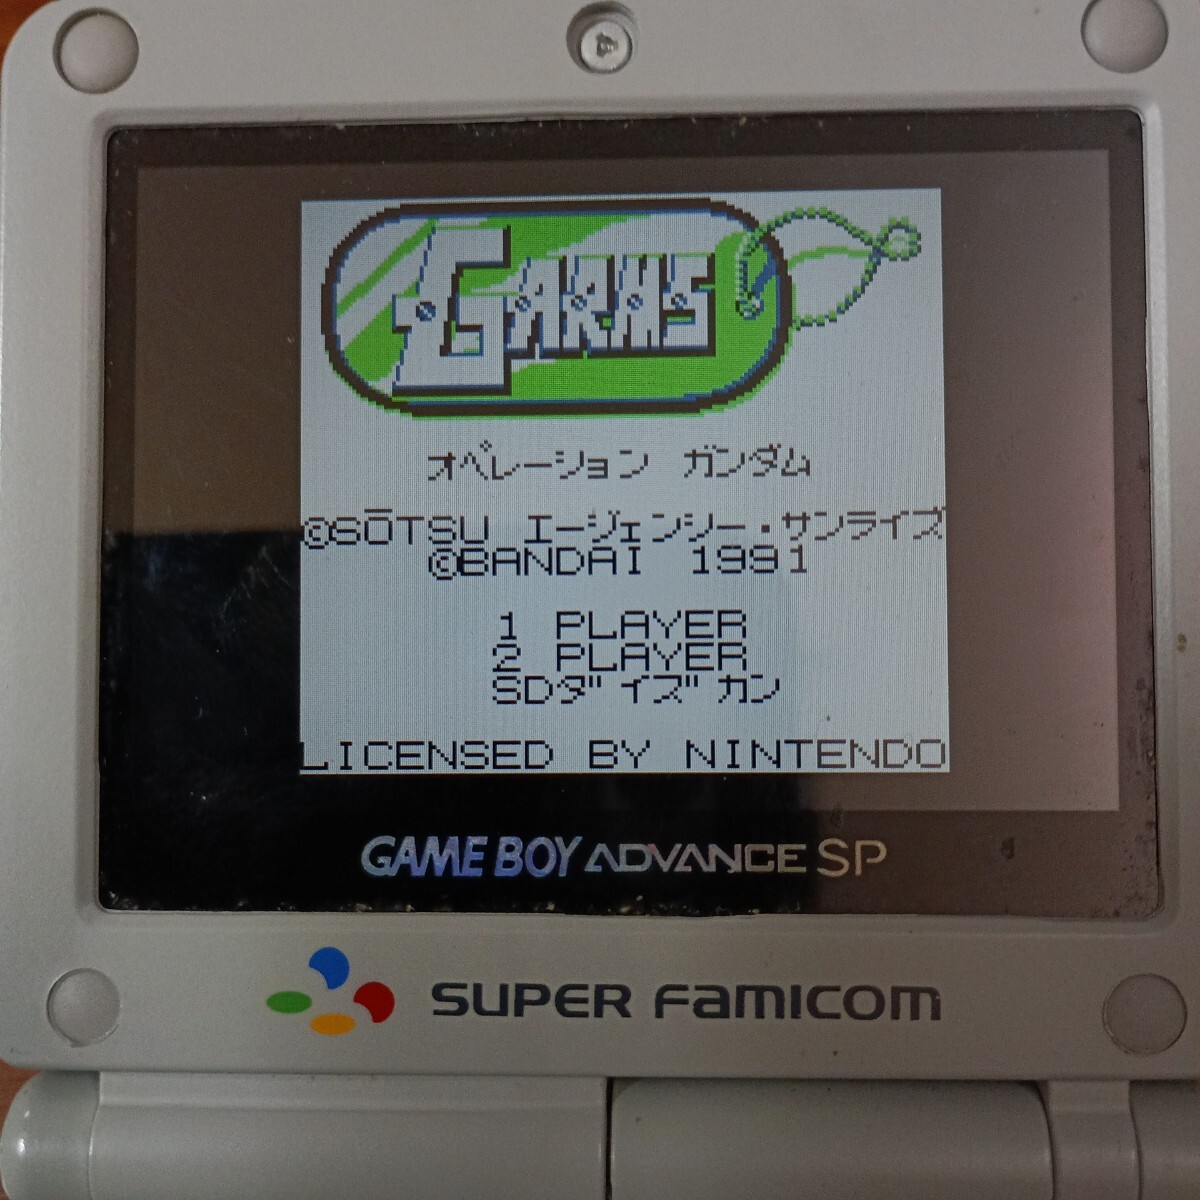 G-ARMS
オペレーション ガンダム
©SŌTSU エージェンシー・サンライズ
©BANDAI 1991
1 PLAYER
2 PLAYER
SDダイズカン
LICENSED BY NINTENDO
GAME BOY ADVANCE SP
SUPER FAMICOM